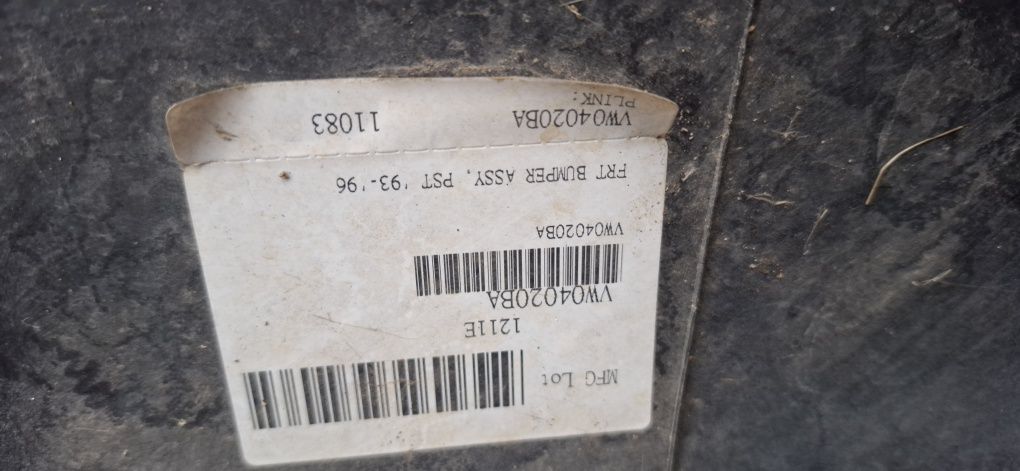 MFG Lot
1211E
VW04020BA
VW04020BA
FRT BUMPER ASSY, PST '93-'96
VW04020BA 11083
PLINK: